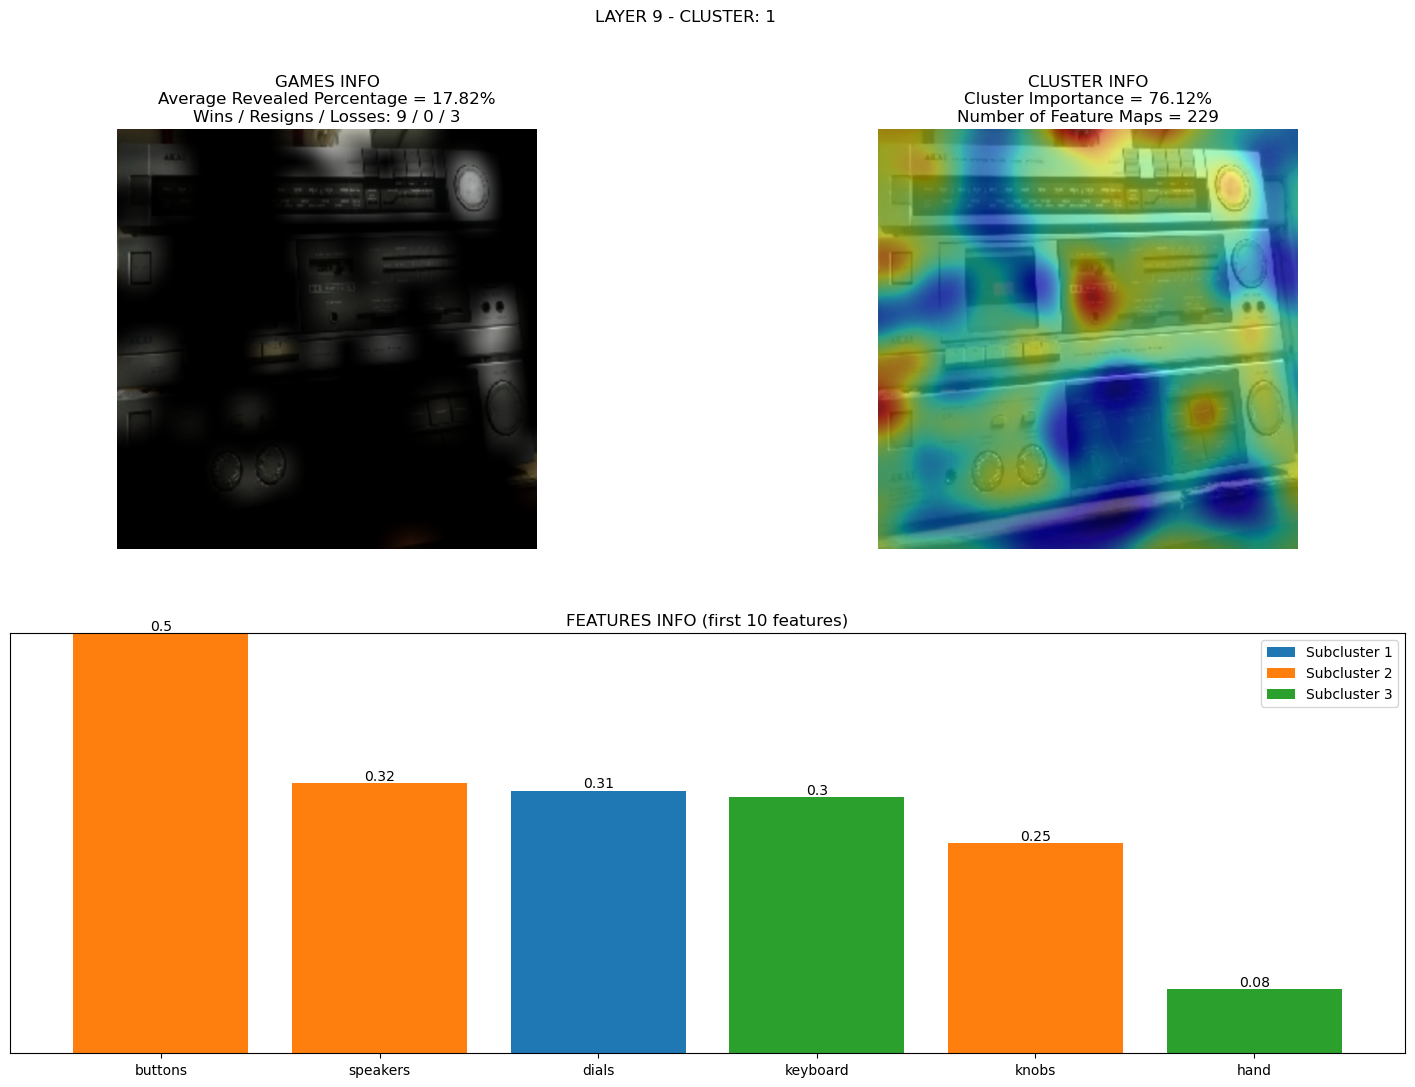 LAYER 9 - CLUSTER: 1
GAMES INFO
Average Revealed Percentage = 17.82%
Wins / Resigns / Losses: 9 / 0 / 3
CLUSTER INFO
Cluster Importance = 76.12%
Number of Feature Maps = 229
AKAI
AKAI
FEATURES INFO (first 10 features)
Subcluster 1
Subcluster 2
Subcluster 3
0.5
0.32
0.31
0.3
0.25
0.08
buttons
speakers
dials
keyboard
knobs
hand